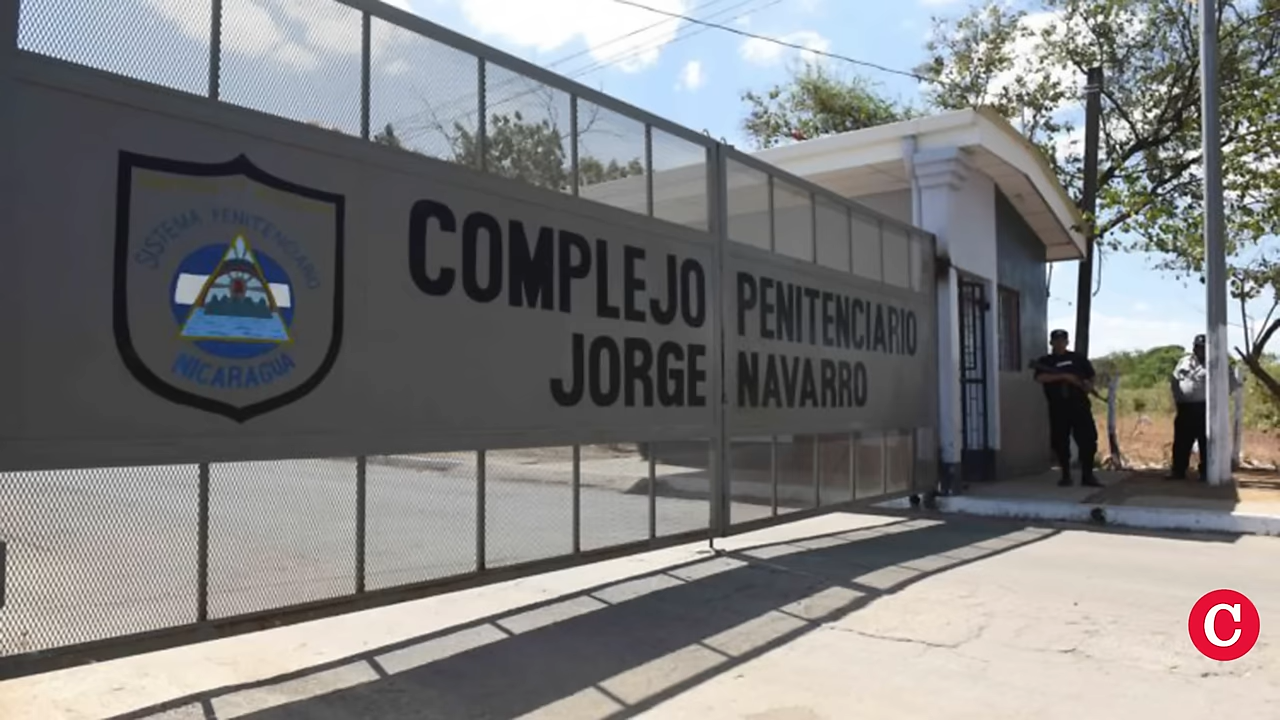 SISTEMA PENITENCIARIO
NICARAGUA
COMPLEJO PENITENCIARIO
JORGE NAVARRO
C